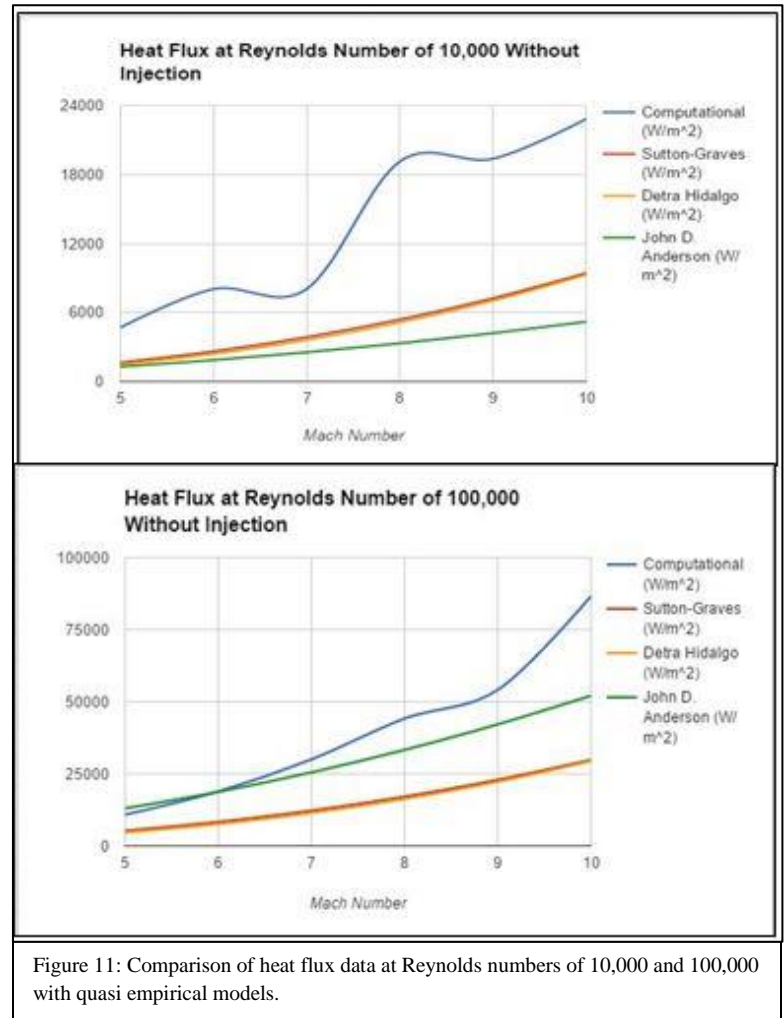 Heat Flux at Reynolds Number of 10,000 Without
Injection
24000
18000
12000
6000
0
5 6 7 8 9 10
Mach Number
Computational
(W/m^2)
Sutton-Graves
(W/m^2)
Detra Hidalgo
(W/m^2)
John D.
Anderson (W/
m^2)
Heat Flux at Reynolds Number of 100,000
Without Injection
100000
75000
50000
25000
0
5 6 7 8 9 10
Mach Number
Computational
(W/m^2)
Sutton-Graves
(W/m^2)
Detra Hidalgo
(W/m^2)
John D.
Anderson (W/
m^2)
Figure 11: Comparison of heat flux data at Reynolds numbers of 10,000 and 100,000
with quasi empirical models.